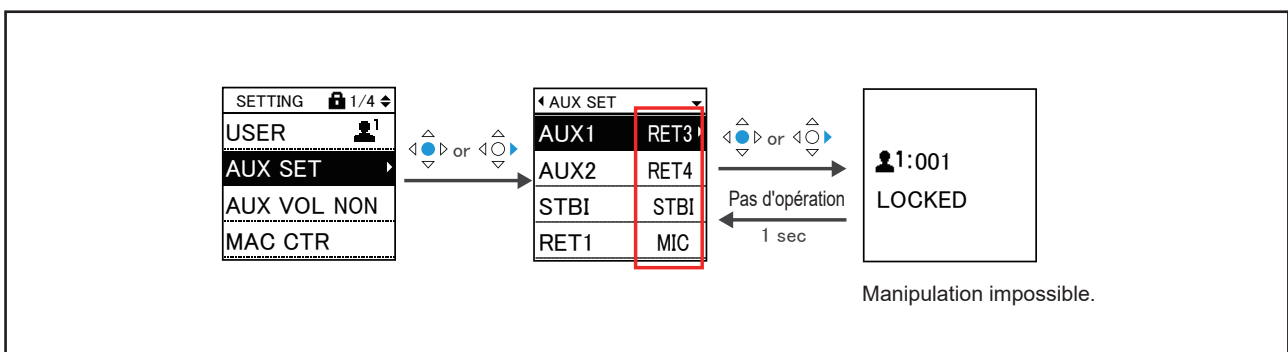 SETTING 1/4
USER 1
AUX SET
AUX VOL NON
MAC CTR
or
AUX SET
AUX1 RET3
AUX2 RET4
STBI STBI
RET1 MIC
or
Pas d'opération
1 sec
1:001
LOCKED
Manipulation impossible.